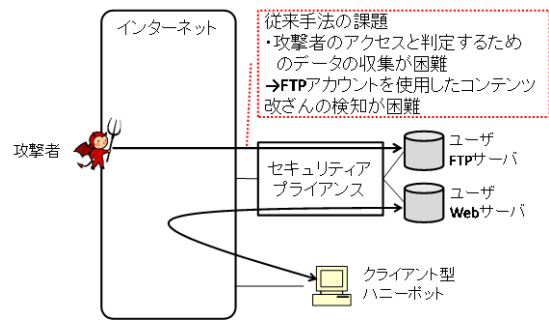 インターネット
従来手法の課題
・攻撃者のアクセスと判定するため
のデータの収集が困難
→FTPアカウントを使用したコンテンツ
改ざんの検知が困難
攻撃者
セキュリティア
プライアンス
ユーザ
FTPサーバ
ユーザ
Webサーバ
クライアント型
ハニーポット